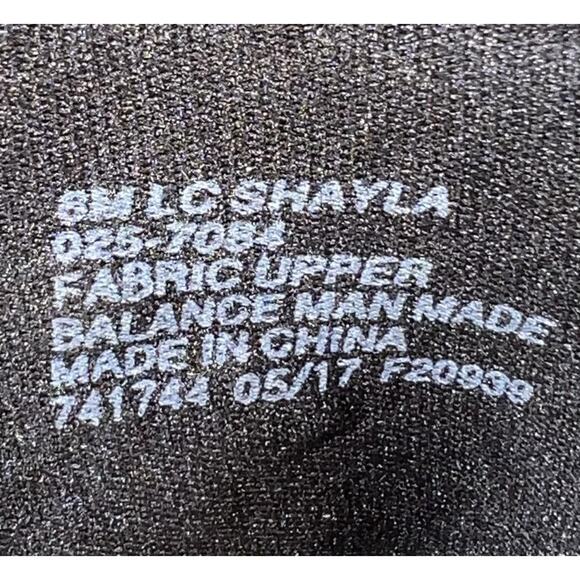 8M LC SHAYLA
025-7084
FABRIC UPPER
BALANCE MAN MADE
MADE IN CHINA
741744 05/17 F20939